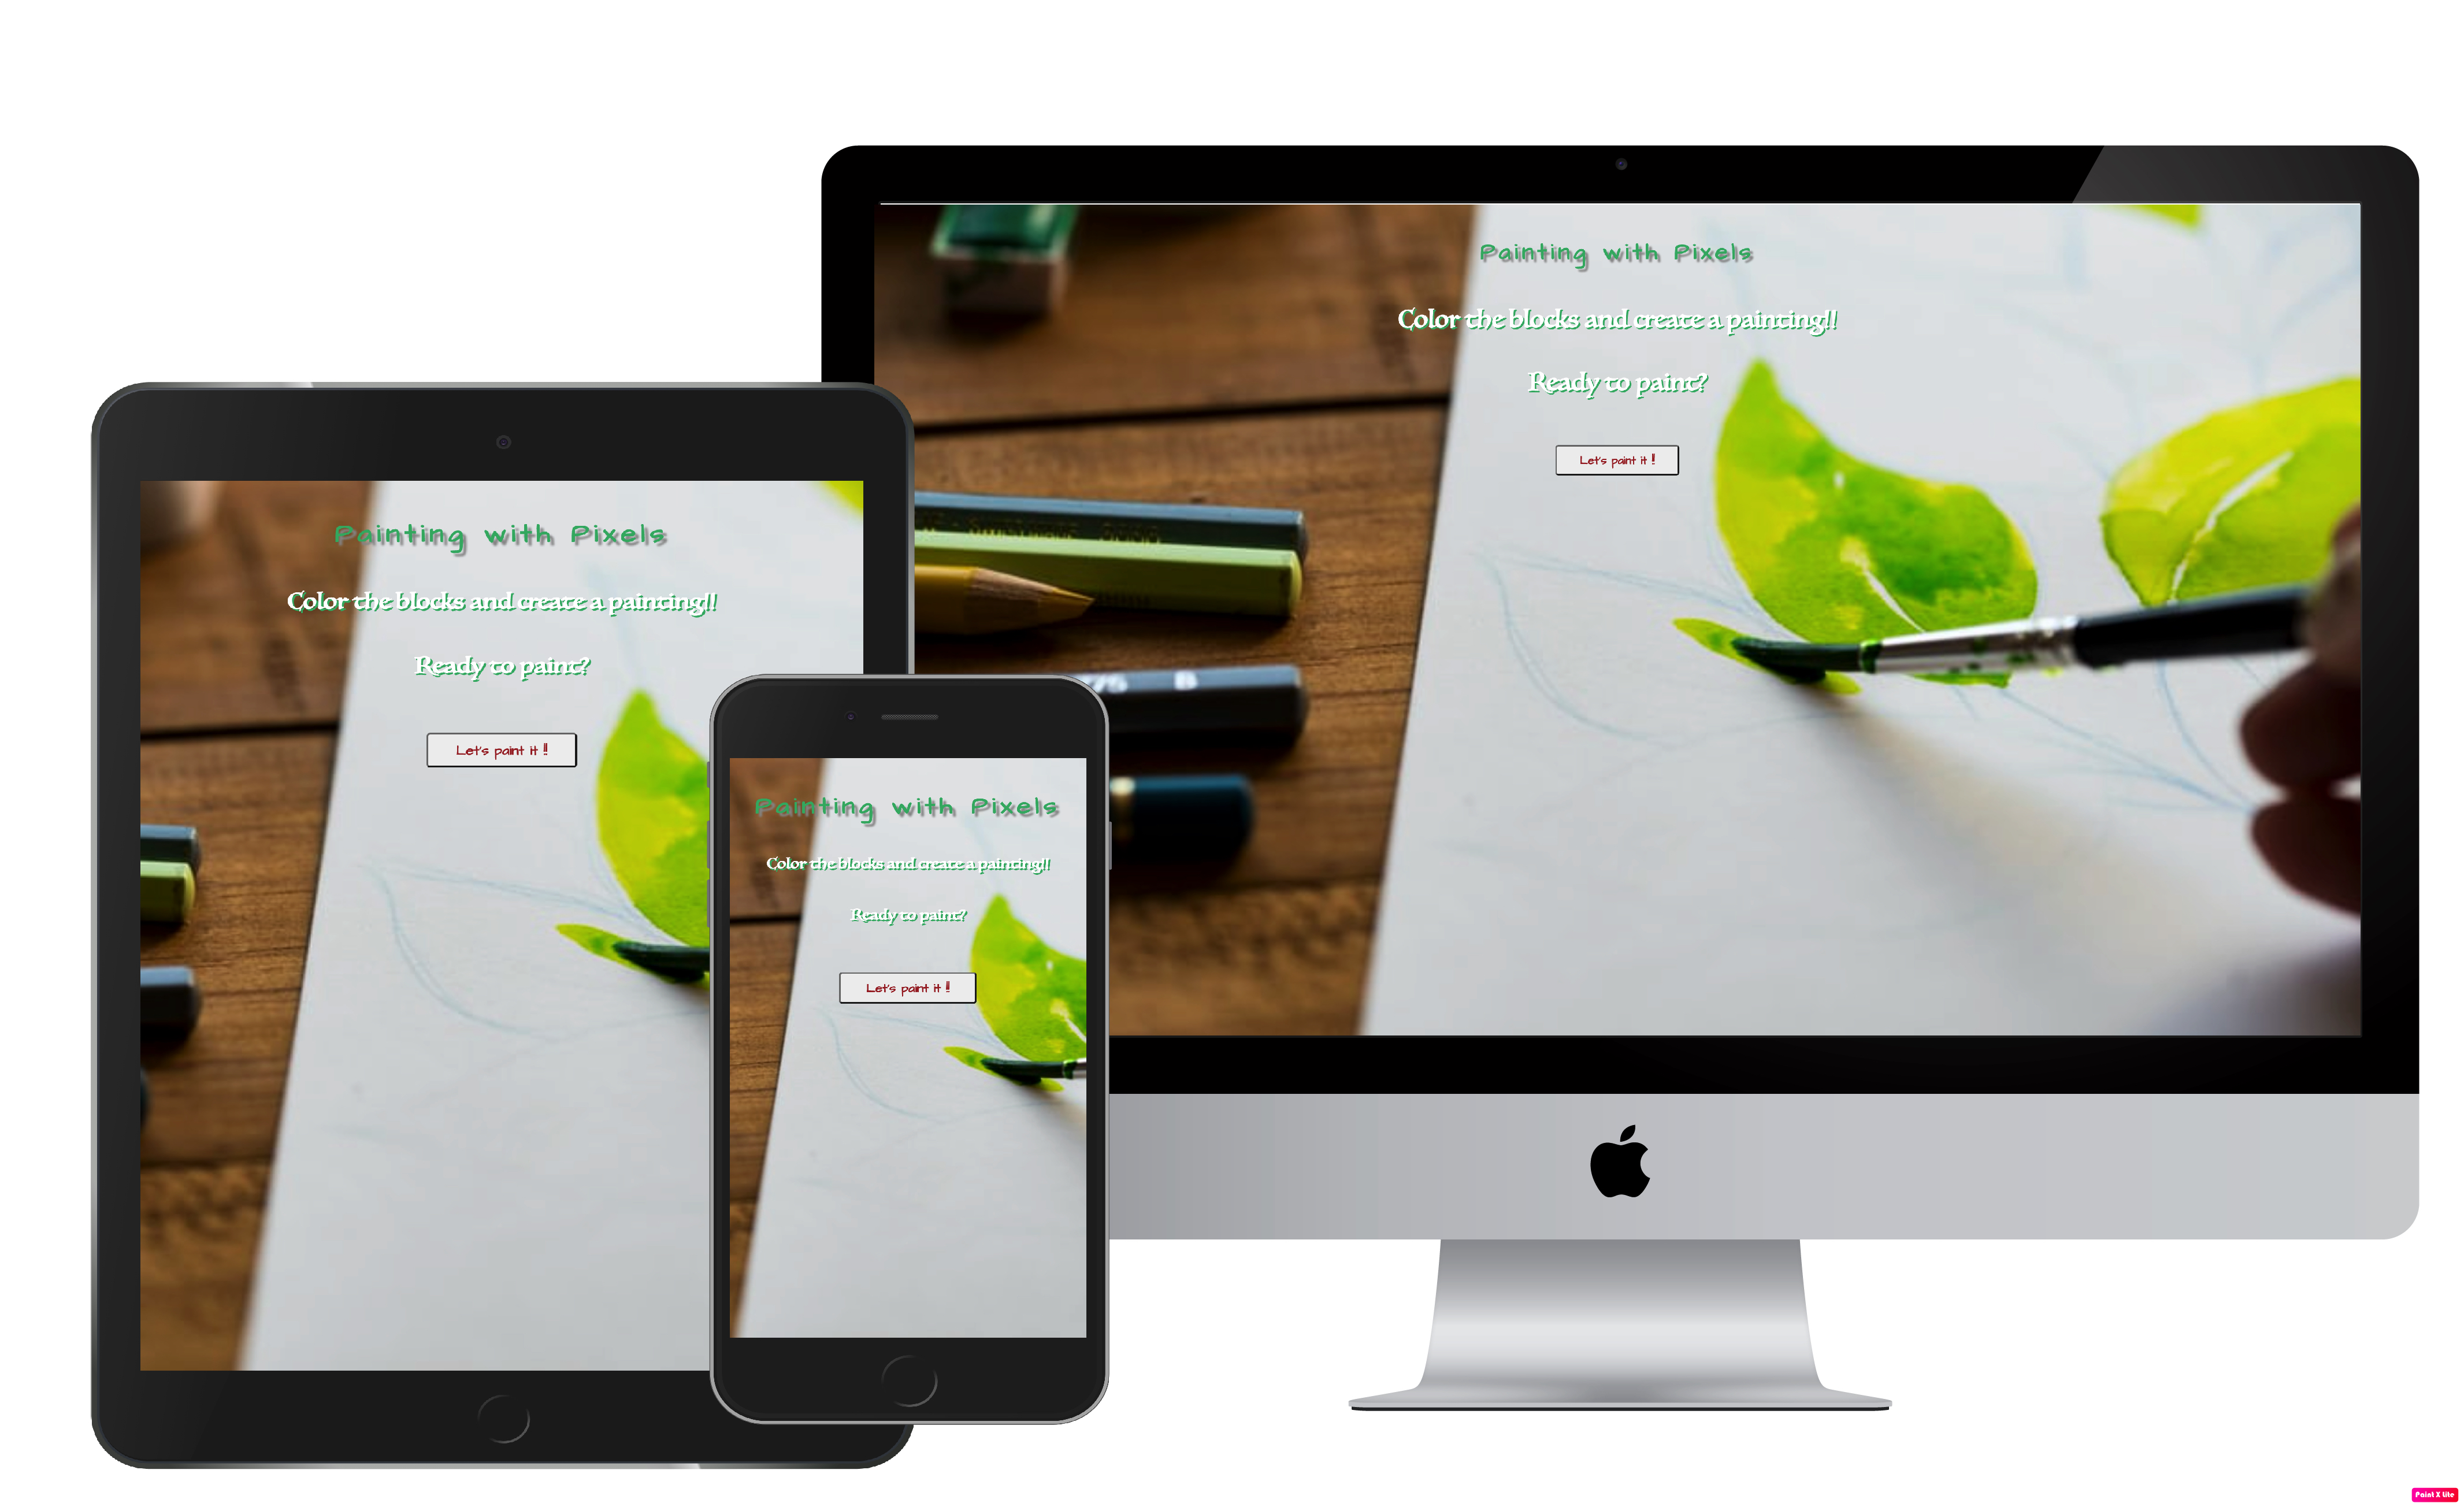 Painting with Pixels
Color the blocks and create a painting!!
Ready to paint?
Let's paint it !!
Painting with Pixels
Color the blocks and create a painting!!
Ready to paint?
Let's paint it !!
Painting with Pixels
Color the blocks and create a painting!!
Ready to paint?
Let's paint it !!
B
Paint X Lite